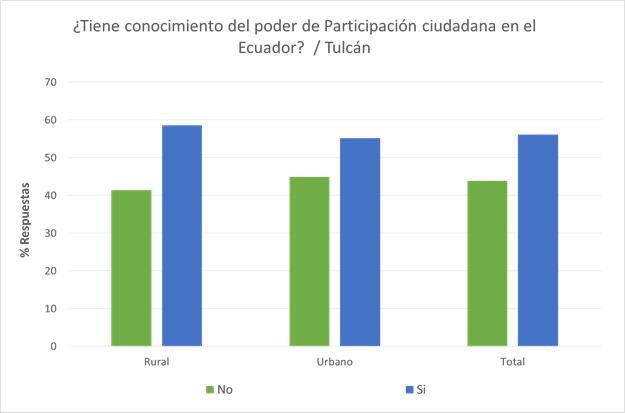 ¿Tiene conocimiento del poder de Participación ciudadana en el
Ecuador? / Tulcán
70
60
50
40
30
20
10
0
% Respuestas
Rural
Urbano
Total
No
Si